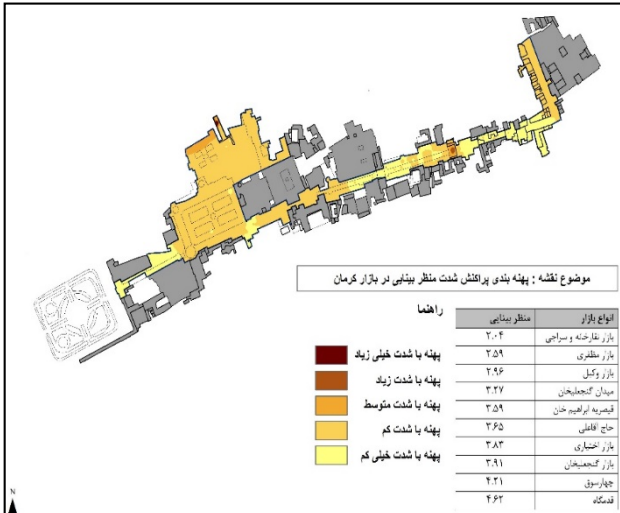 موضوع نقشه : پهنه بندی پراکنش شدت منظر بینایی در بازار کرمان
راهنما
پهنه با شدت خیلی زیاد
پهنه با شدت زیاد
پهنه با شدت متوسط
پهنه با شدت کم
پهنه با شدت خیلی کم
انواع بازار منظر بینایی
بازار نقارخانه و سراجی ۲.۰۴
بازار مظفری ۲.۵۹
بازار وکیل ۲.۹۶
میدان گنجعلیخان ۳.۲۷
قیصریه ابراهیم خان ۳.۵۹
حاج آقاعلی ۳.۶۵
بازار اختیاری ۳.۸۳
بازار گنجعلیخان ۳.۹۱
چهارسوق ۴.۲۱
قدمگاه ۴.۶۲
N